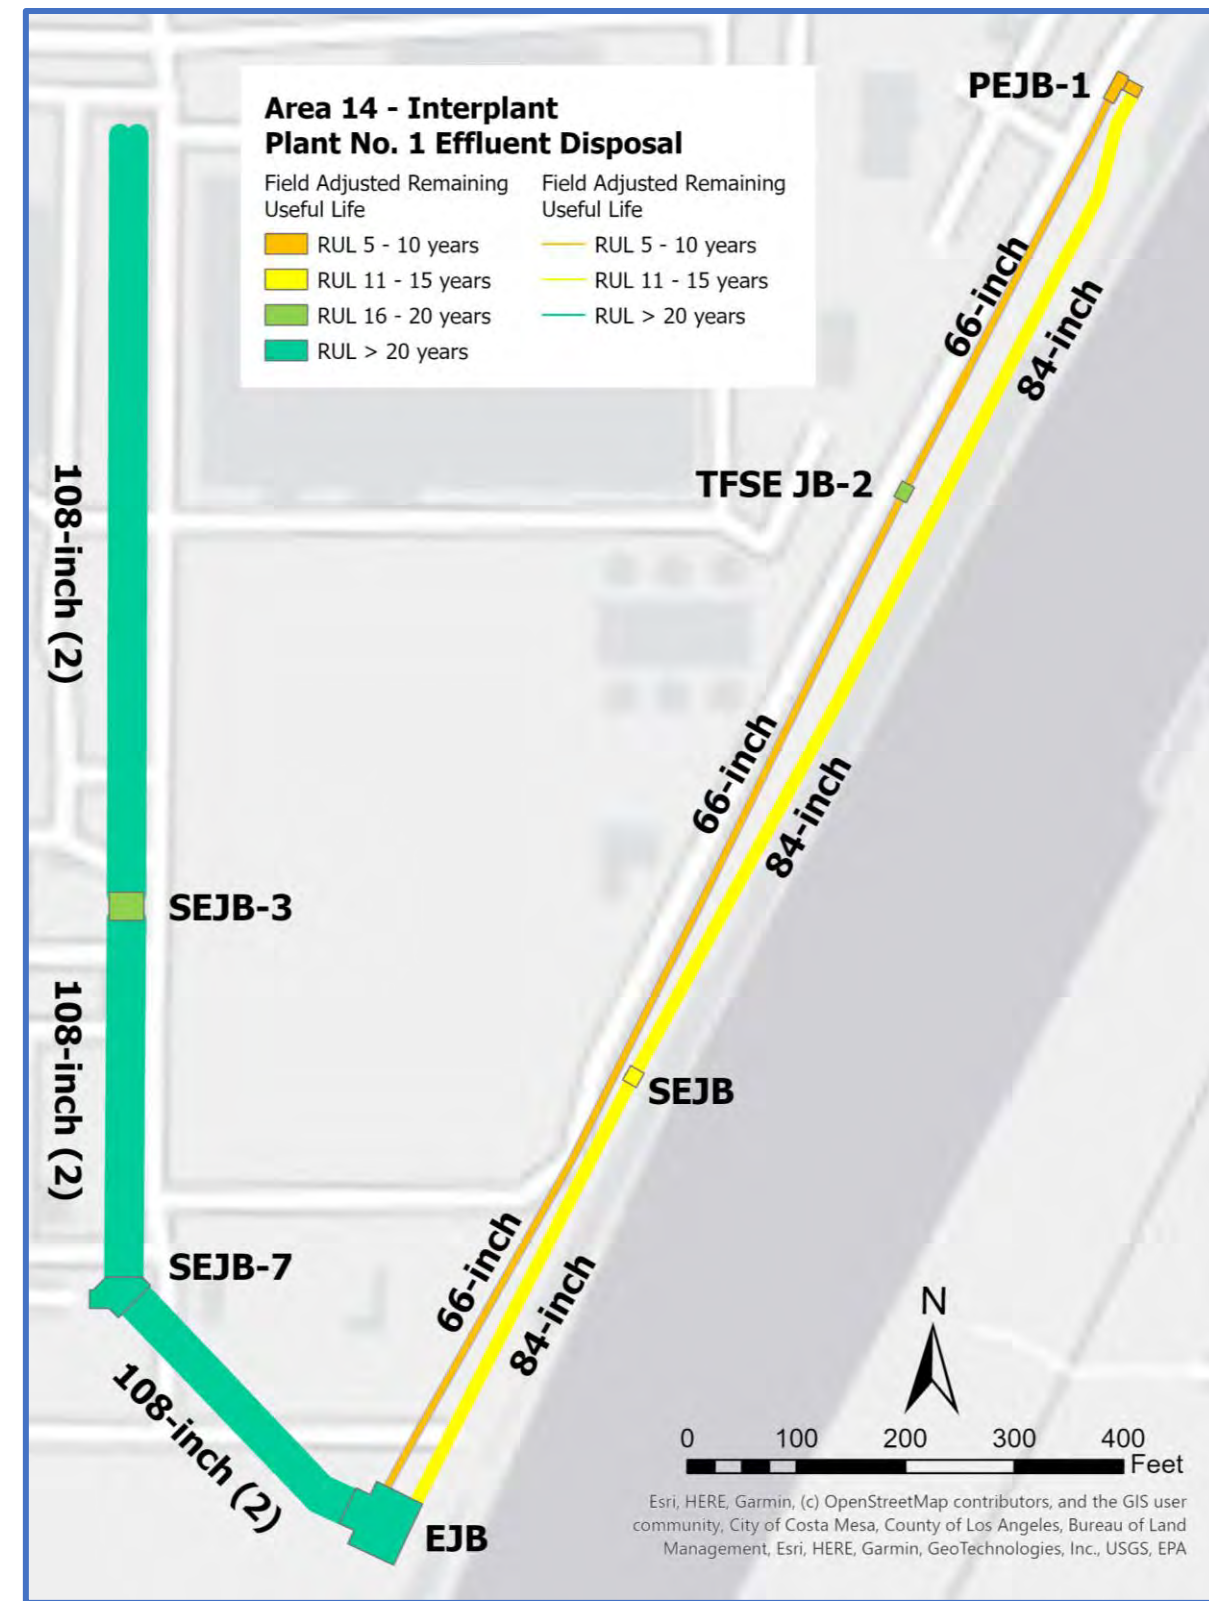 PEJB-1
Area 14 - Interplant
Plant No. 1 Effluent Disposal
Field Adjusted Remaining
Useful Life
RUL 5 - 10 years
RUL 11 - 15 years
RUL 16 - 20 years
RUL > 20 years
Field Adjusted Remaining
Useful Life
RUL 5 - 10 years
RUL 11 - 15 years
RUL > 20 years
66-inch
84-inch
108-inch (2)
TFSE JB-2
66-inch
84-inch
SEJB-3
108-inch (2)
SEJB
SEJB-7
66-inch
84-inch
108-inch (2)
EJB
N
0 100 200 300 400
Feet
Esri, HERE, Garmin, (c) OpenStreetMap contributors, and the GIS user
community, City of Costa Mesa, County of Los Angeles, Bureau of Land
Management, Esri, HERE, Garmin, GeoTechnologies, Inc., USGS, EPA